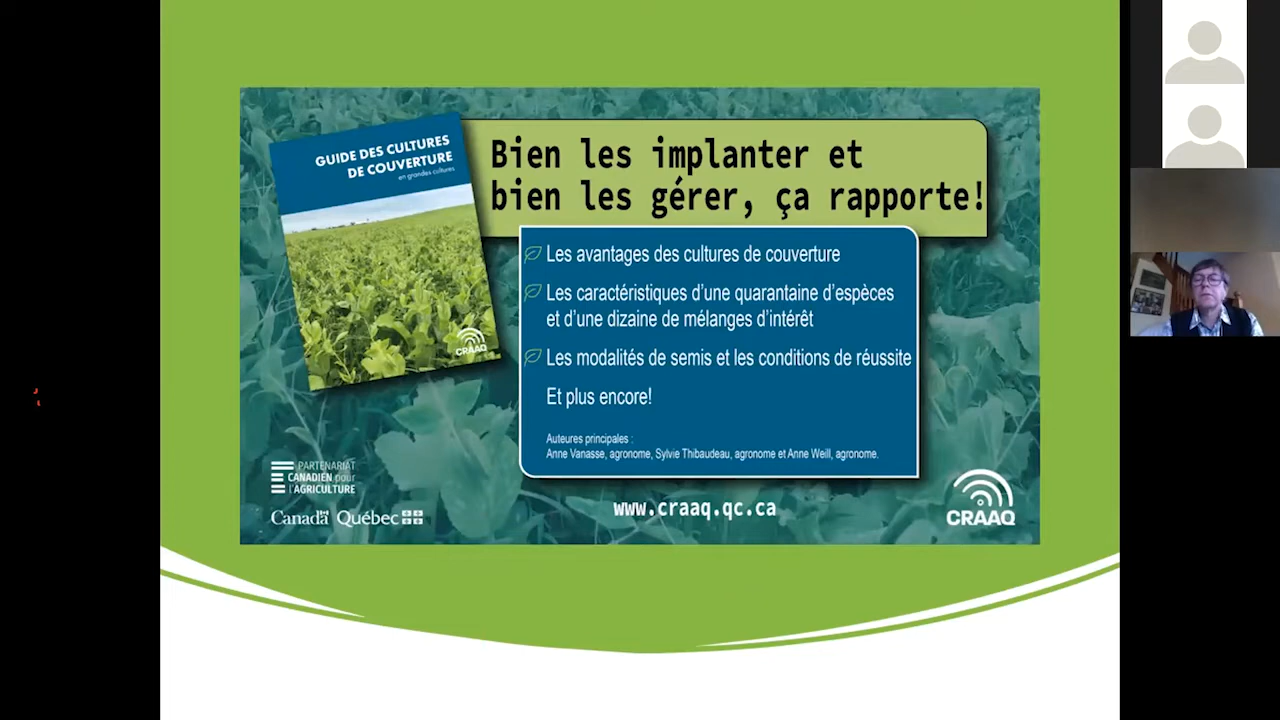 GUIDE DES CULTURES
DE COUVERTURE
en grandes cultures
CRAAQ
Bien les implanter et
bien les gérer, ça rapporte!
Les avantages des cultures de couverture
Les caractéristiques d'une quarantaine d'espèces
et d'une dizaine de mélanges d'intérêt
Les modalités de semis et les conditions de réussite
Et plus encore!
Auteures principales :
Anne Vanasse, agronome, Sylvie Thibaudeau, agronome et Anne Weill, agronome.
PARTENARIAT
CANADIEN pour
l'AGRICULTURE
Canada Québec
www.craaq.qc.ca
CRAAQ